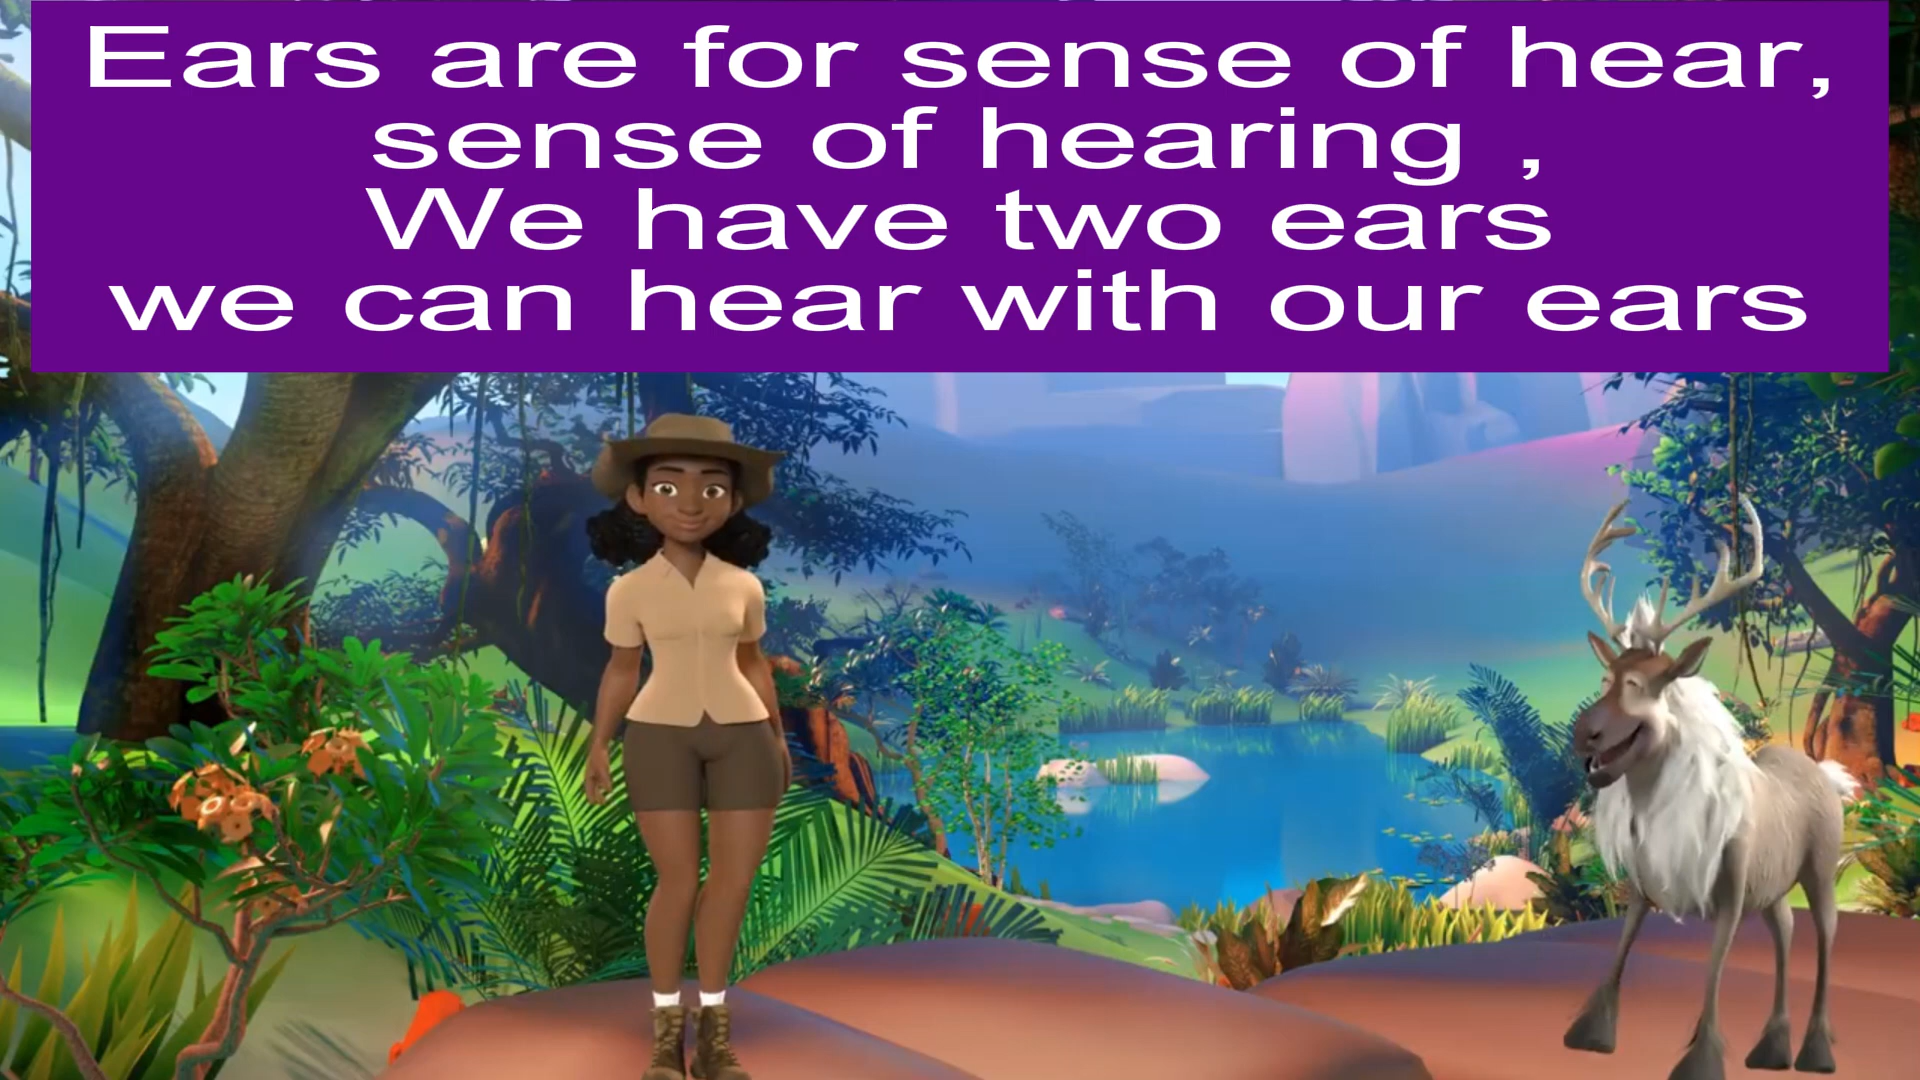 Ears are for sense of hear,
sense of hearing ,
We have two ears
we can hear with our ears